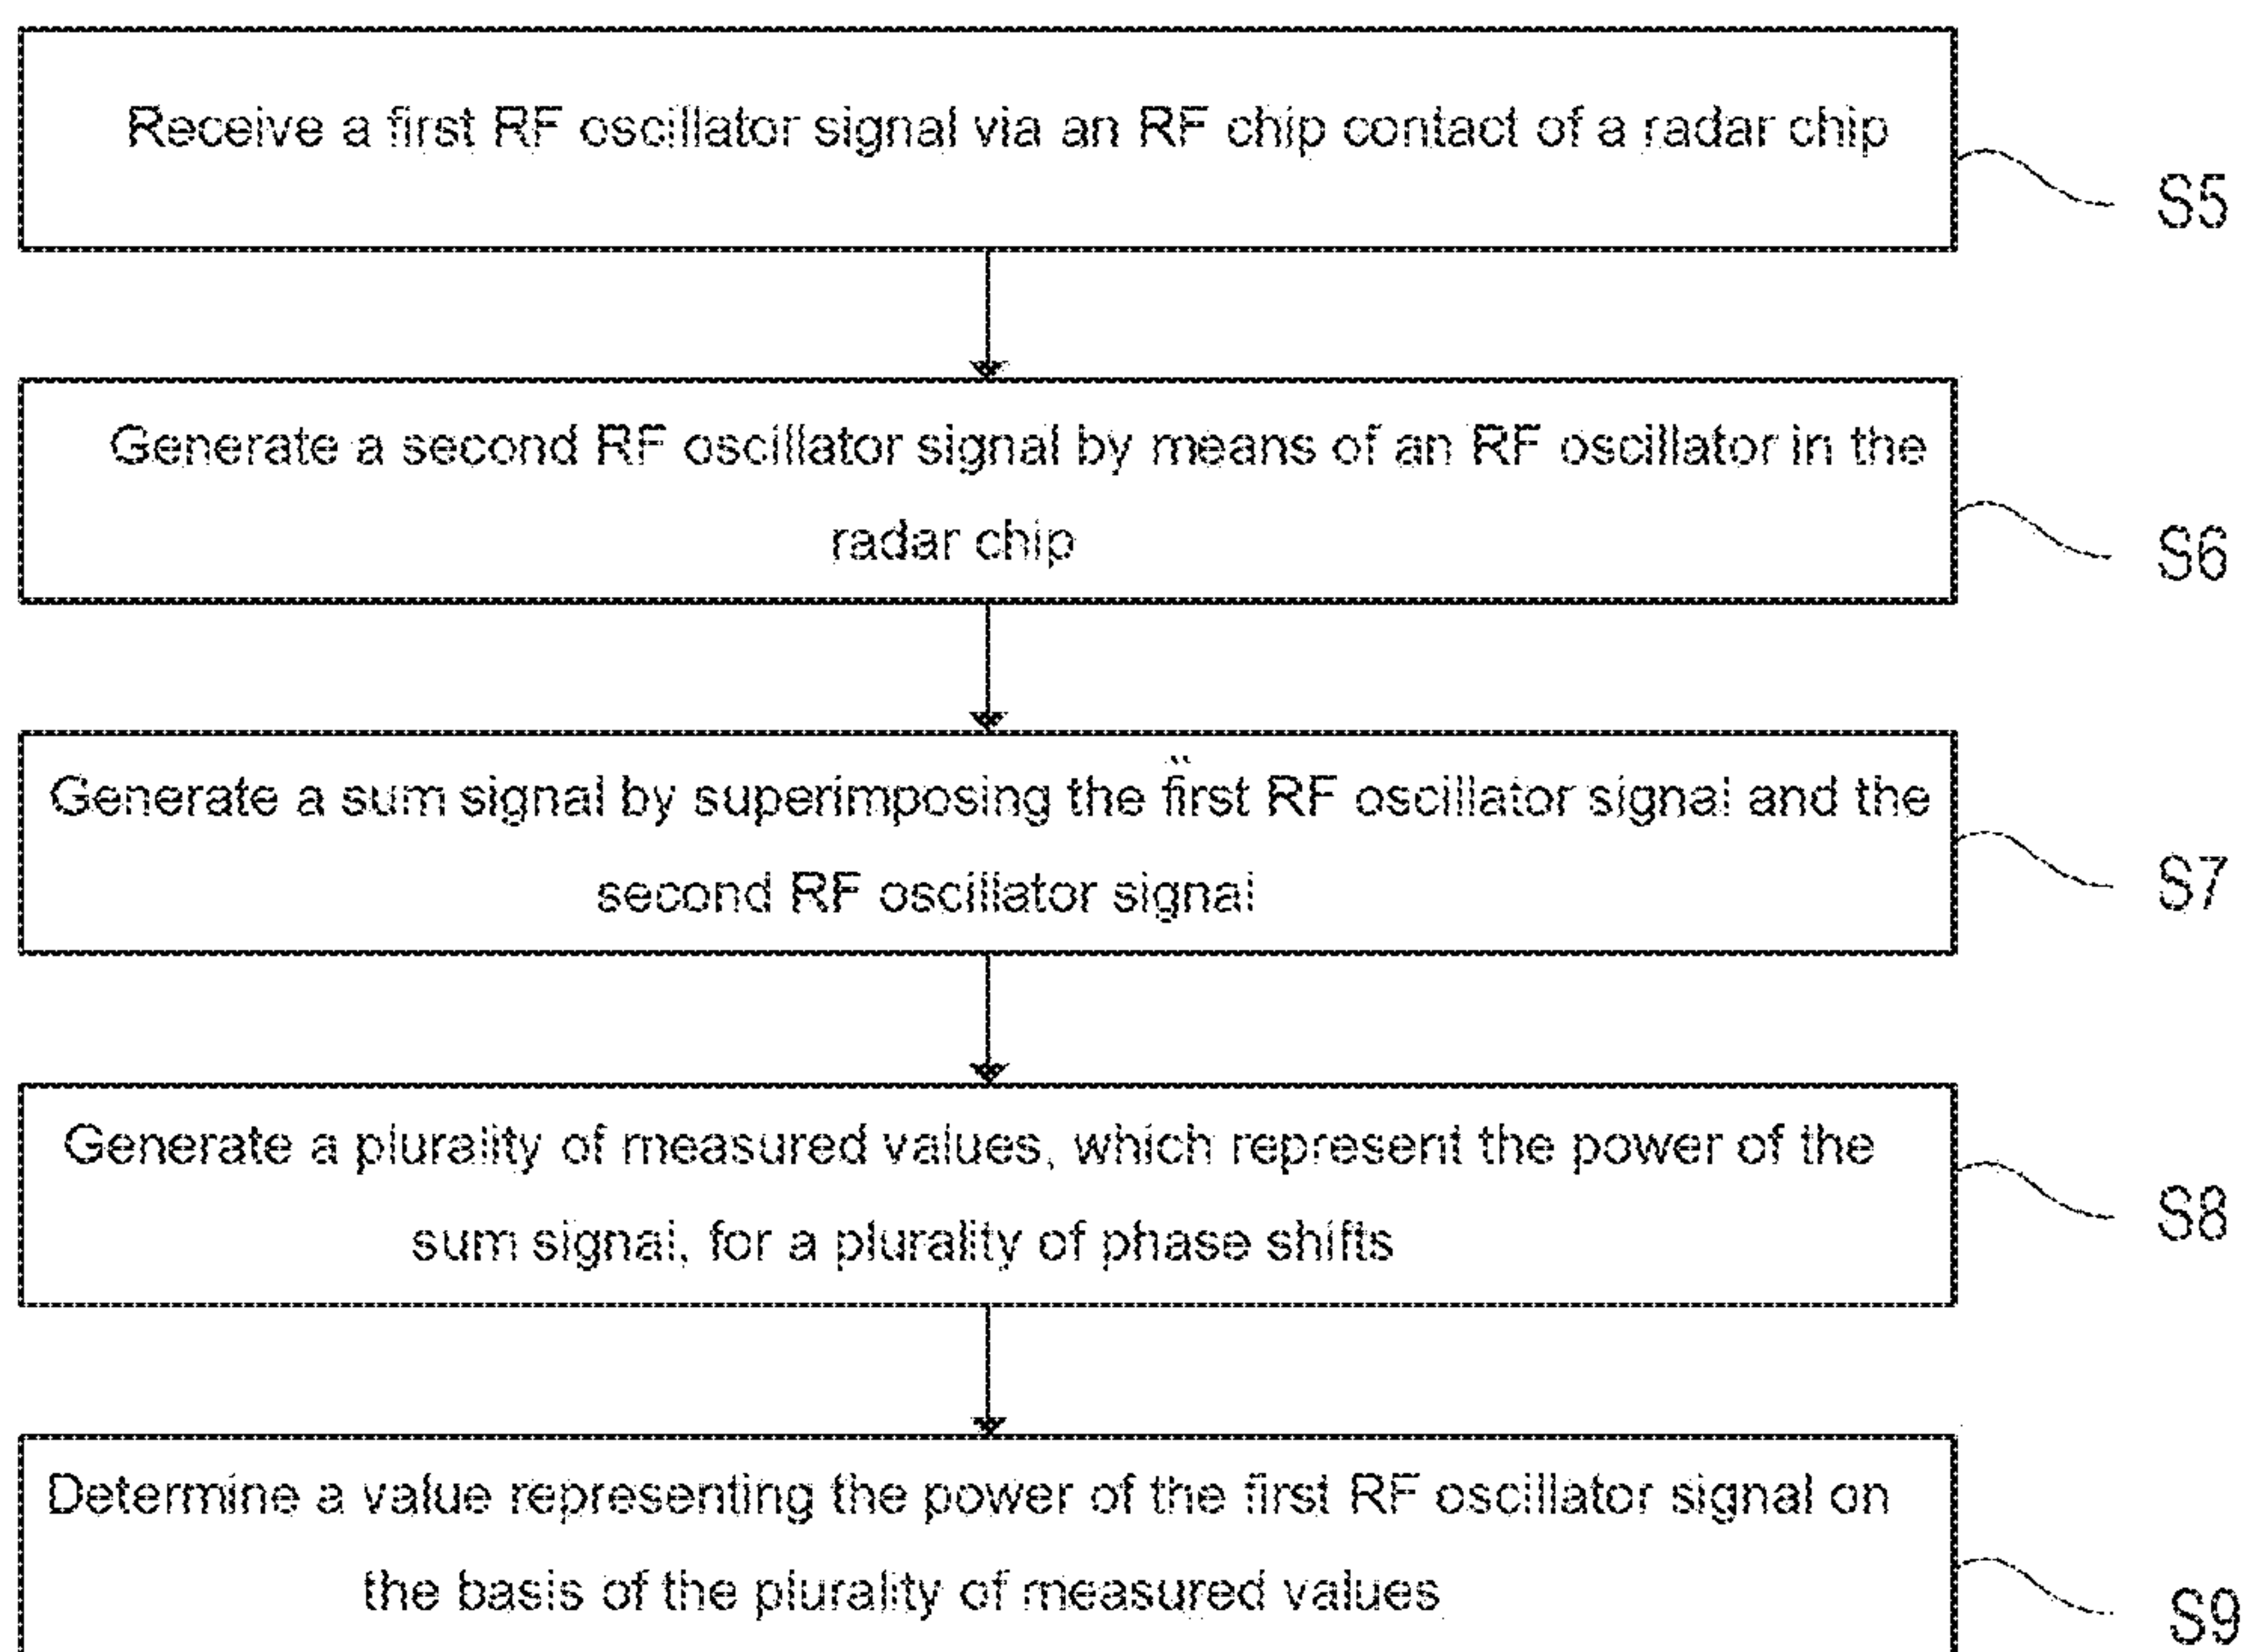 Receive a first RF oscillator signal via an RF chip contact of a radar chip
S5
Generate a second RF oscillator signal by means of an RF oscillator in the
radar chip
S6
Generate a sum signal by superimposing the first RF oscillator signal and the
second RF oscillator signal
S7
Generate a plurality of measured values, which represent the power of the
sum signal, for a plurality of phase shifts
S8
Determine a value representing the power of the first RF oscillator signal on
the basis of the plurality of measured values
S9